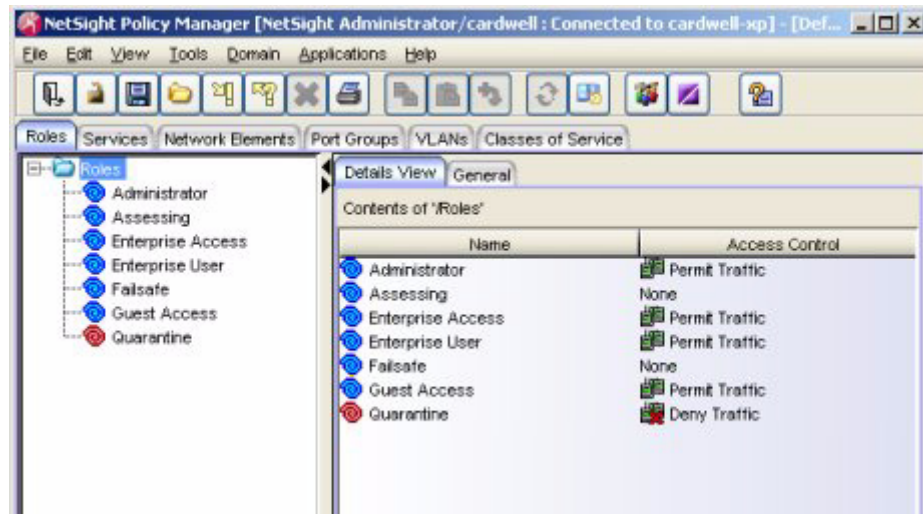 NetSight Policy Manager [NetSight Administrator/cardwell : Connected to cardwell-xp] - [Def...
File Edit View Tools Domain Applications Help
Roles Services Network Elements Port Groups VLANs Classes of Service
Roles
Administrator
Assessing
Enterprise Access
Enterprise User
Failsafe
Guest Access
Quarantine
Details View General
Contents of '/Roles'
Name Access Control
Administrator Permit Traffic
Assessing None
Enterprise Access Permit Traffic
Enterprise User Permit Traffic
Failsafe None
Guest Access Permit Traffic
Quarantine Deny Traffic